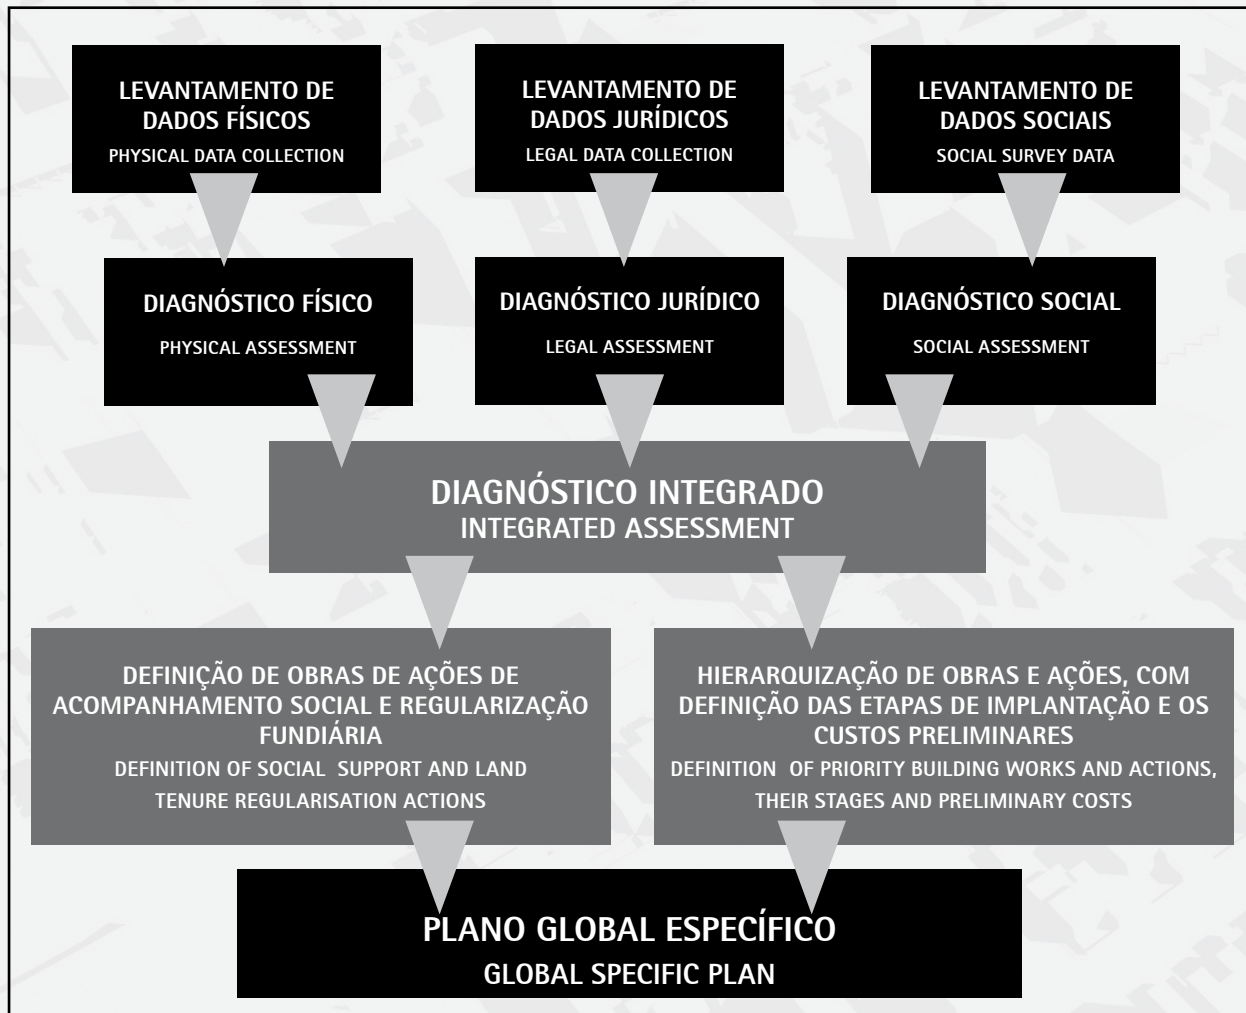 LEVANTAMENTO DE
DADOS FÍSICOS
PHYSICAL DATA COLLECTION
LEVANTAMENTO DE
DADOS JURÍDICOS
LEGAL DATA COLLECTION
LEVANTAMENTO DE
DADOS SOCIAIS
SOCIAL SURVEY DATA
DIAGNÓSTICO FÍSICO
PHYSICAL ASSESSMENT
DIAGNÓSTICO JURÍDICO
LEGAL ASSESSMENT
DIAGNÓSTICO SOCIAL
SOCIAL ASSESSMENT
DIAGNÓSTICO INTEGRADO
INTEGRATED ASSESSMENT
DEFINIÇÃO DE OBRAS DE AÇÕES DE
ACOMPANHAMENTO SOCIAL E REGULARIZAÇÃO
FUNDIÁRIA
DEFINITION OF SOCIAL SUPPORT AND LAND
TENURE REGULARISATION ACTIONS
HIERARQUIZAÇÃO DE OBRAS E AÇÕES, COM
DEFINIÇÃO DAS ETAPAS DE IMPLANTAÇÃO E OS
CUSTOS PRELIMINARES
DEFINITION OF PRIORITY BUILDING WORKS AND ACTIONS,
THEIR STAGES AND PRELIMINARY COSTS
PLANO GLOBAL ESPECÍFICO
GLOBAL SPECIFIC PLAN